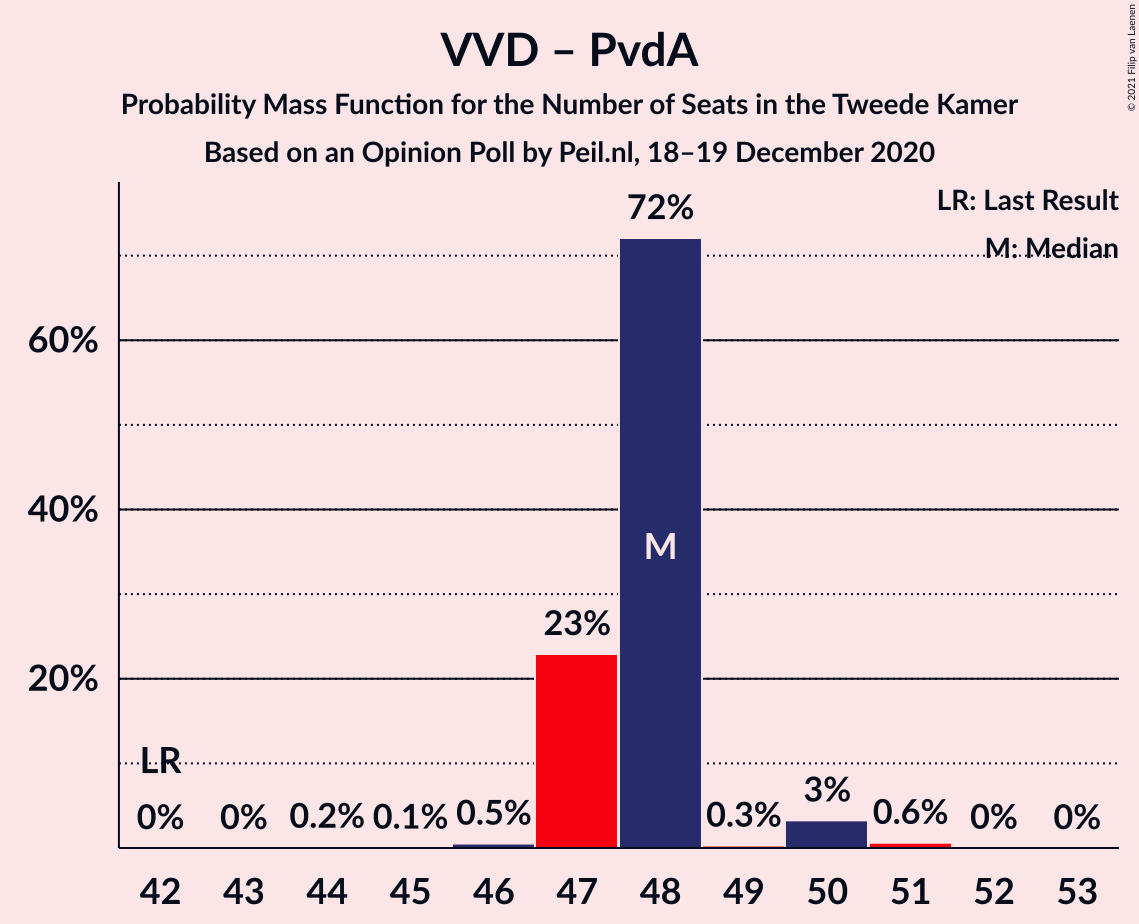 VVD – PvdA
Probability Mass Function for the Number of Seats in the Tweede Kamer
Based on an Opinion Poll by Peil.nl, 18–19 December 2020
© 2021 Filip van Laenen
LR: Last Result
M: Median
72%
60%
40%
M
23%
20%
LR
0% 0% 0.2% 0.1% 0.5% 0.3% 3% 0.6% 0% 0%
42 43 44 45 46 47 48 49 50 51 52 53